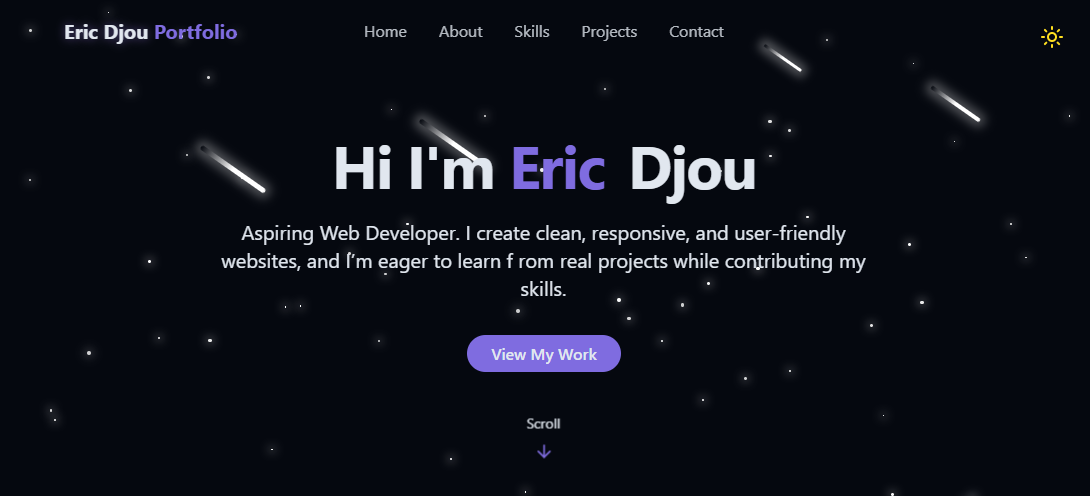 Eric Djou Portfolio
Home About Skills Projects Contact
Hi I'm Eric Djou
Aspiring Web Developer. I create clean, responsive, and user-friendly
websites, and I’m eager to learn f rom real projects while contributing my
skills.
View My Work
Scroll